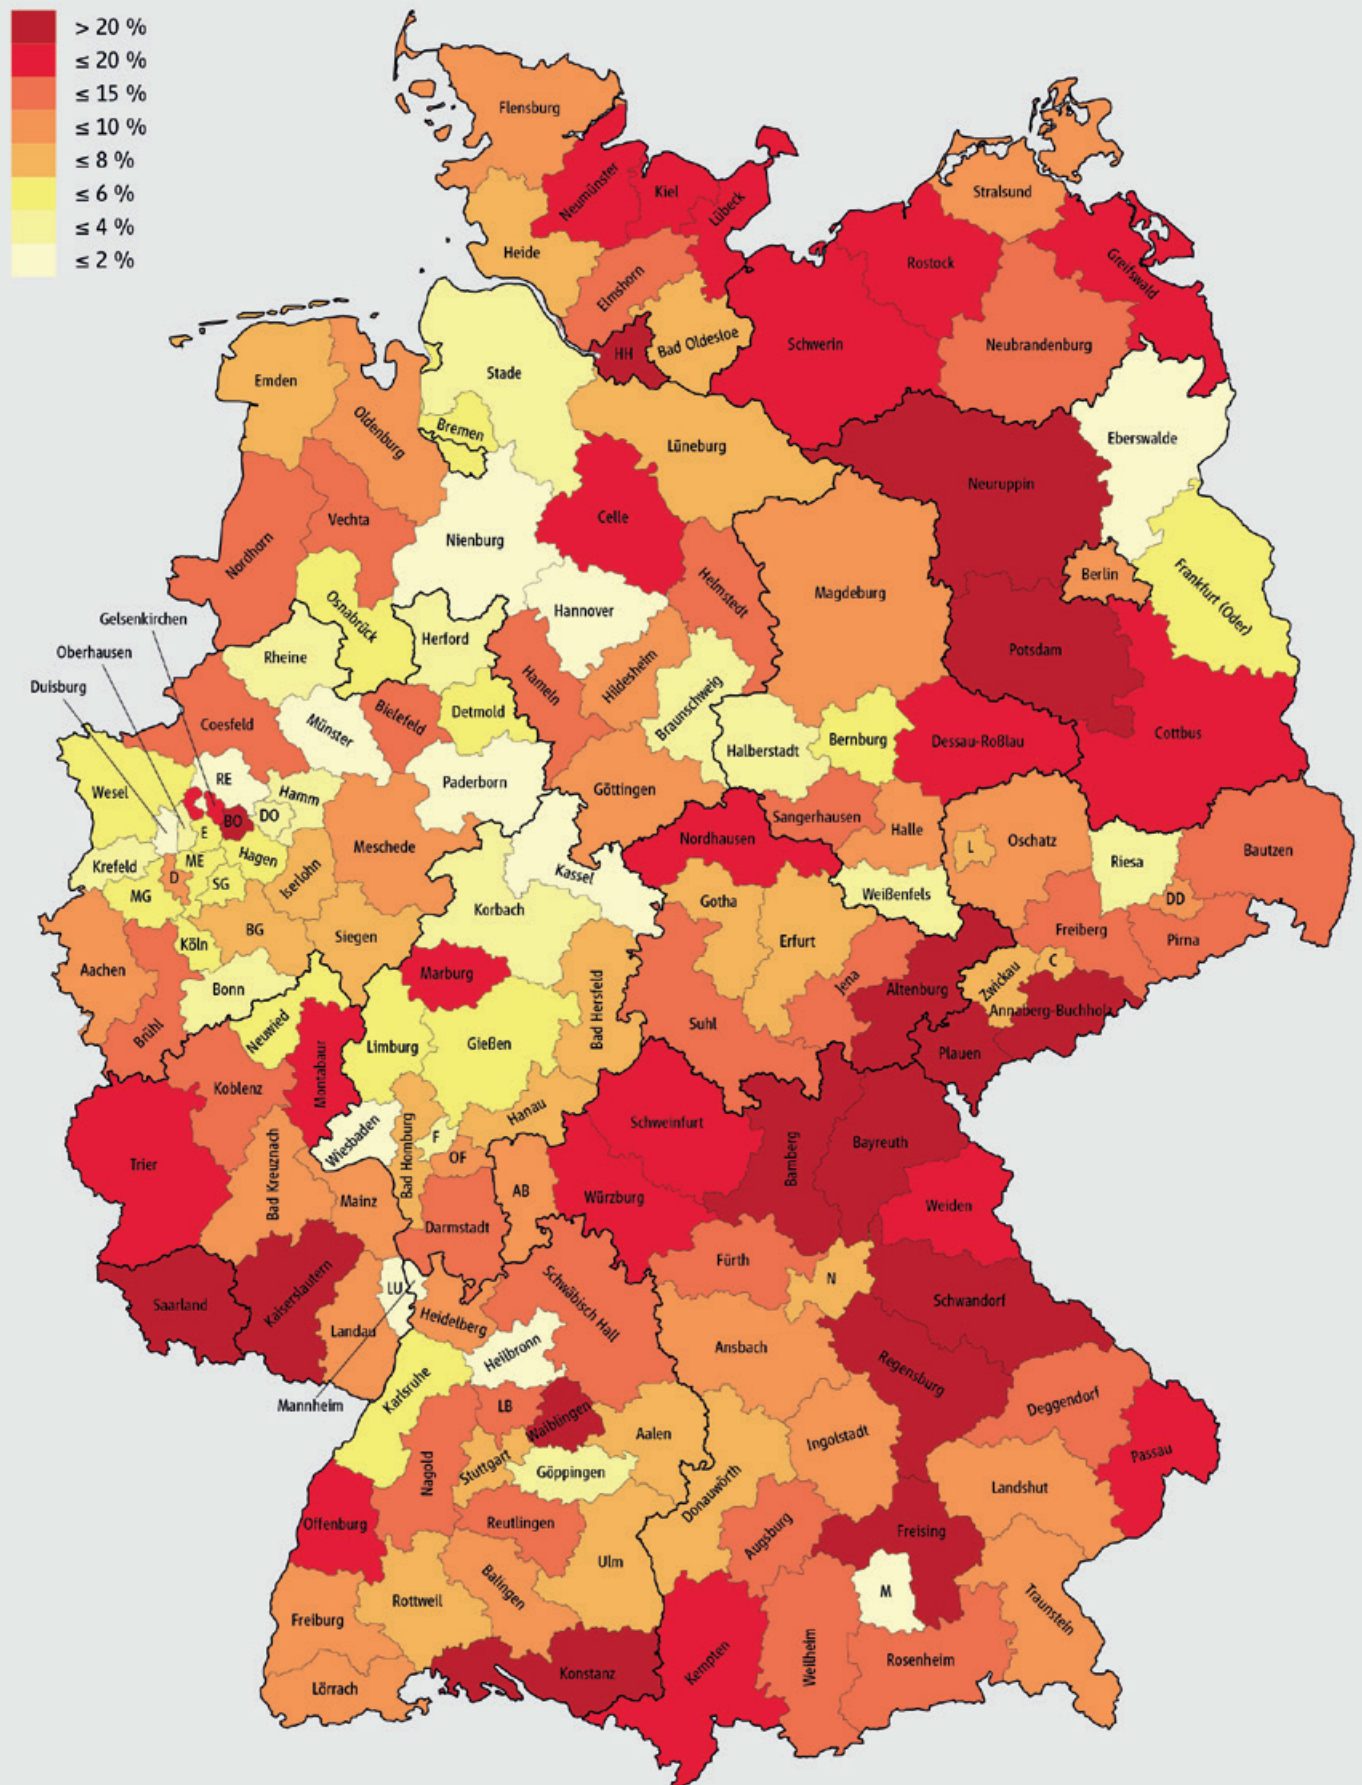 > 20 %
≤ 20 %
≤ 15 %
≤ 10 %
≤ 8 %
≤ 6 %
≤ 4 %
≤ 2 %
Flensburg
Neumünster
Kiel
Lübeck
Stralsund
Heide
Elmshorn
Rostock
Greifswald
HH
Bad Oldesloe
Schwerin
Neubrandenburg
Emden
Stade
Oldenburg
Bremen
Lüneburg
Eberswalde
Neuruppin
Celle
Vechta
Nienburg
Nordhorn
Helmstedt
Magdeburg
Berlin
Frankfurt (Oder)
Gelsenkirchen
Osnabrück
Hannover
Herford
Oberhausen
Rheine
Potsdam
Duisburg
Hameln
Hildesheim
Braunschweig
Coesfeld
Münster
Bielefeld
Detmold
Halberstadt
Bernburg
Dessau-Roßlau
Cottbus
RE
Paderborn
Wesel
Hamm
Göttingen
BO
DO
E
Sangerhausen
Halle
Nordhausen
L
Oschatz
Bautzen
Krefeld
ME
Hagen
Meschede
Riesa
D
SG
Iserlohn
Kassel
MG
Gotha
Weißenfels
DD
Korbach
BG
Siegen
Köln
Erfurt
Freiberg
Pirna
Aachen
Bonn
Marburg
Bad Hersfeld
Jena
Altenburg
Zwickau
C
Annaberg-Buchholz
Brühl
Neuwied
Limburg
Gießen
Suhl
Plauen
Koblenz
Montabaur
Hanau
Schweinfurt
Trier
Bad Kreuznach
Wiesbaden
Bad Homburg
F
OF
Bamberg
Bayreuth
Mainz
AB
Würzburg
Weiden
Darmstadt
Fürth
N
Saarland
Kaiserslautern
LU
Landau
Heidelberg
Schwäbisch Hall
Schwandorf
Heilbronn
Ansbach
Regensburg
Mannheim
Karlsruhe
LB
Waiblingen
Deggendorf
Aalen
Ingolstadt
Passau
Nagold
Stuttgart
Göppingen
Donauwörth
Landshut
Offenburg
Reutlingen
Augsburg
Freising
Ulm
Balingen
Rottweil
M
Freiburg
Traunstein
Weilheim
Kempten
Rosenheim
Konstanz
Lörrach